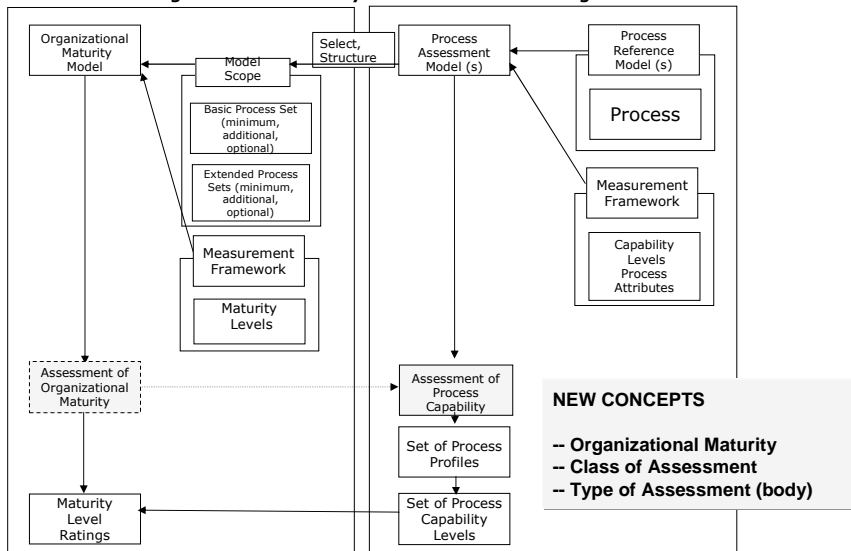 Organizational
Maturity
Model
Model
Scope
Basic Process Set
(minimum,
additional,
optional)
Extended Process
Sets (minimum,
additional,
optional)
Measurement
Framework
Maturity
Levels
Assessment of
Organizational
Maturity
Maturity
Level
Ratings
Select,
Structure
Process
Assessment
Model (s)
Process
Reference
Model (s)
Process
Measurement
Framework
Capability
Levels
Process
Attributes
Assessment of
Process
Capability
Set of Process
Profiles
Set of Process
Capability
Levels
NEW CONCEPTS
-- Organizational Maturity
-- Class of Assessment
-- Type of Assessment (body)